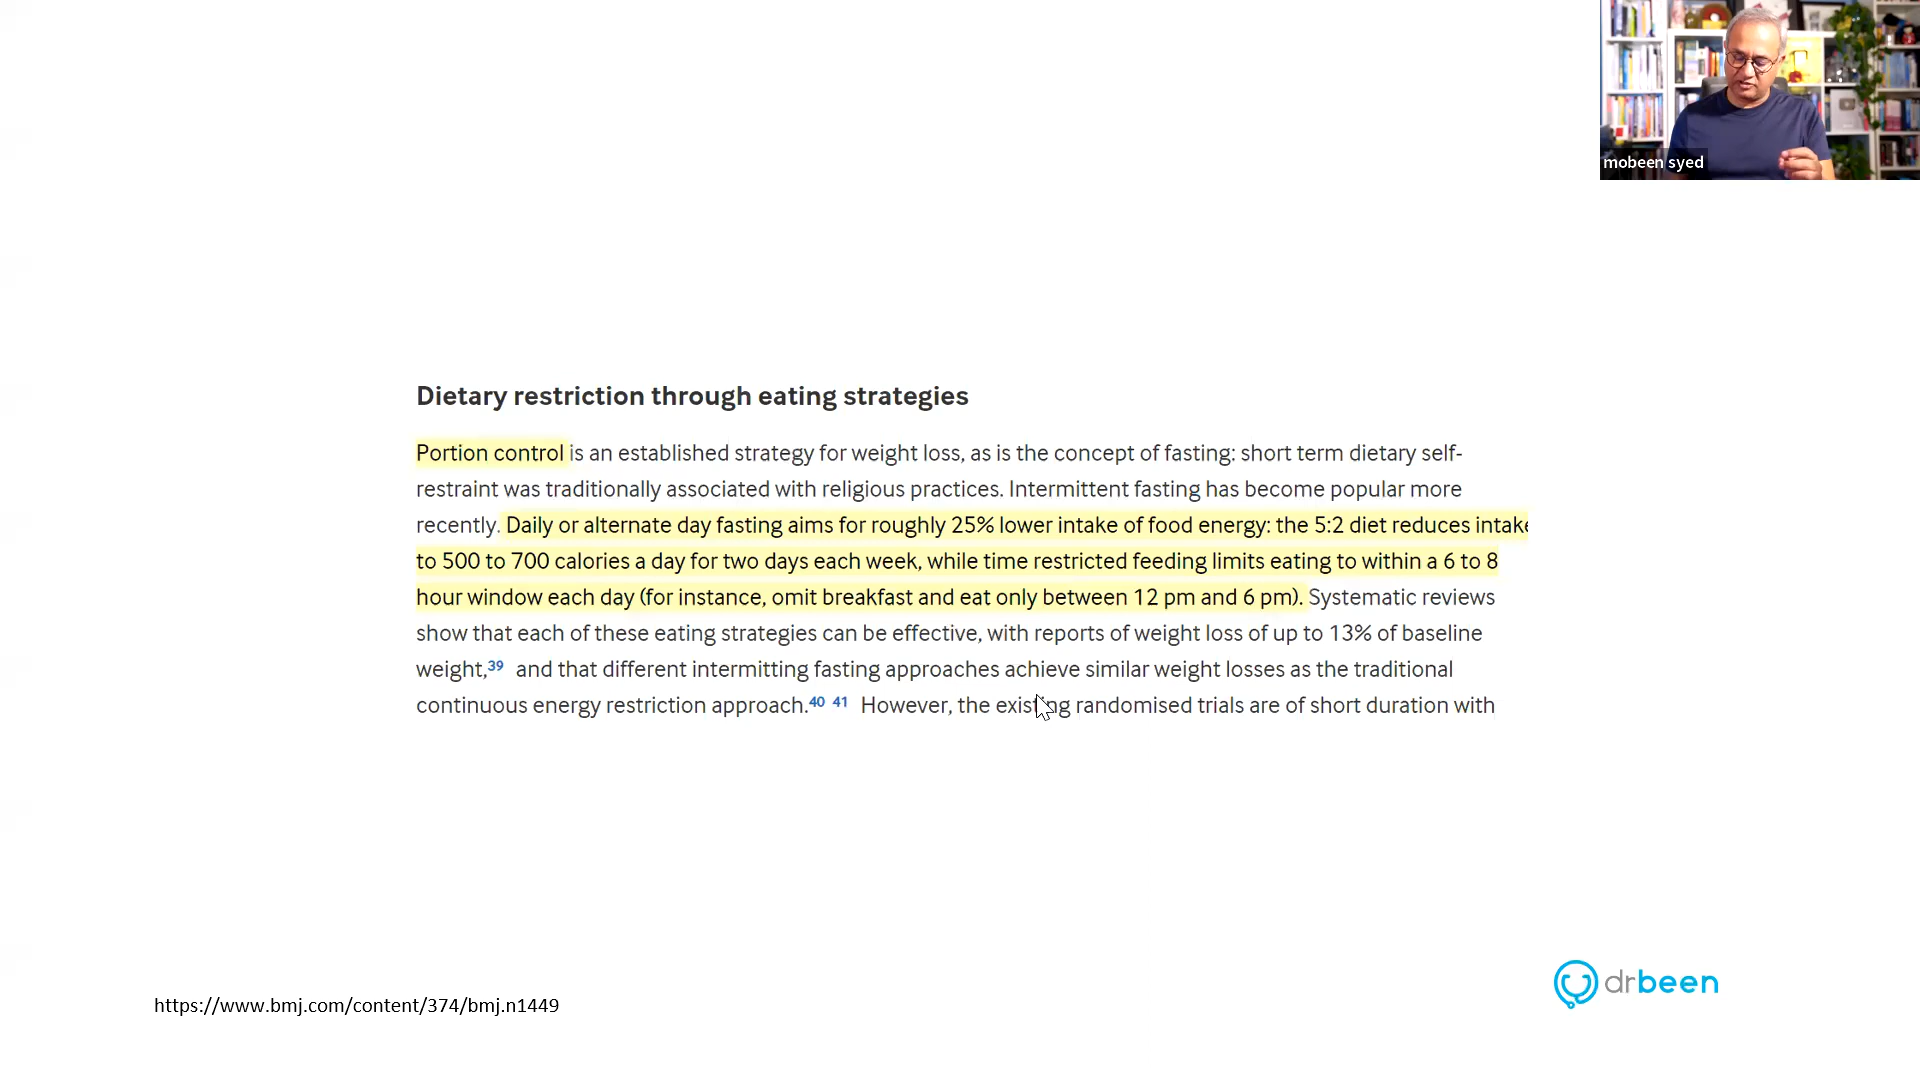 mobeen syed
Dietary restriction through eating strategies
Portion control is an established strategy for weight loss, as is the concept of fasting: short term dietary self-
restraint was traditionally associated with religious practices. Intermittent fasting has become popular more
recently. Daily or alternate day fasting aims for roughly 25% lower intake of food energy: the 5:2 diet reduces intake
to 500 to 700 calories a day for two days each week, while time restricted feeding limits eating to within a 6 to 8
hour window each day (for instance, omit breakfast and eat only between 12 pm and 6 pm). Systematic reviews
show that each of these eating strategies can be effective, with reports of weight loss of up to 13% of baseline
weight,39 and that different intermitting fasting approaches achieve similar weight losses as the traditional
continuous energy restriction approach.40 41 However, the existing randomised trials are of short duration with
https://www.bmj.com/content/374/bmj.n1449
drbeen